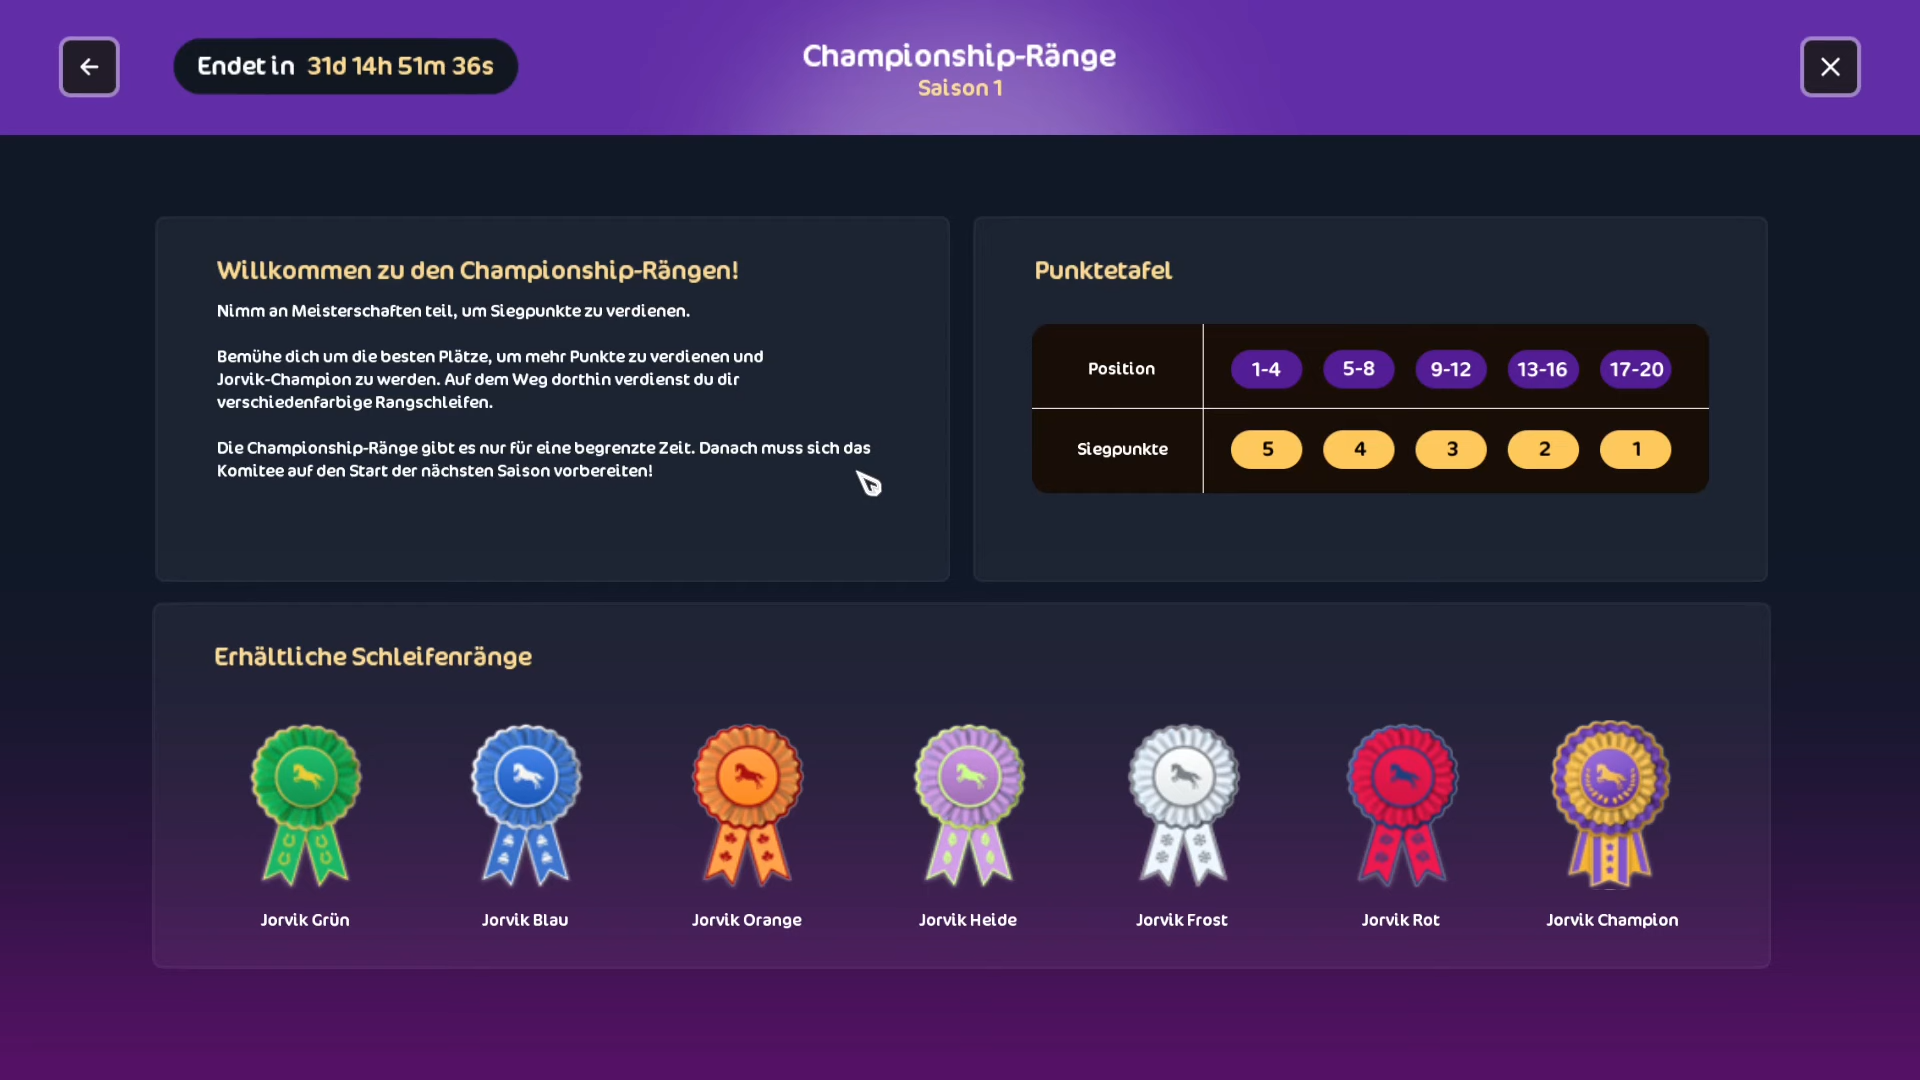 Endet in 31d 14h 51m 36s
Championship-Ränge
Saison 1
Willkommen zu den Championship-Rängen!
Nimm an Meisterschaften teil, um Siegpunkte zu verdienen.
Bemühe dich um die besten Plätze, um mehr Punkte zu verdienen und
Jorvik-Champion zu werden. Auf dem Weg dorthin verdienst du dir
verschiedenfarbige Rangschleifen.
Die Championship-Ränge gibt es nur für eine begrenzte Zeit. Danach muss sich das
Komitee auf den Start der nächsten Saison vorbereiten!
Punktetafel
Position 1-4 5-8 9-12 13-16 17-20
Siegpunkte 5 4 3 2 1
Erhältliche Schleifenränge
Jorvik Grün Jorvik Blau Jorvik Orange Jorvik Heide Jorvik Frost Jorvik Rot Jorvik Champion